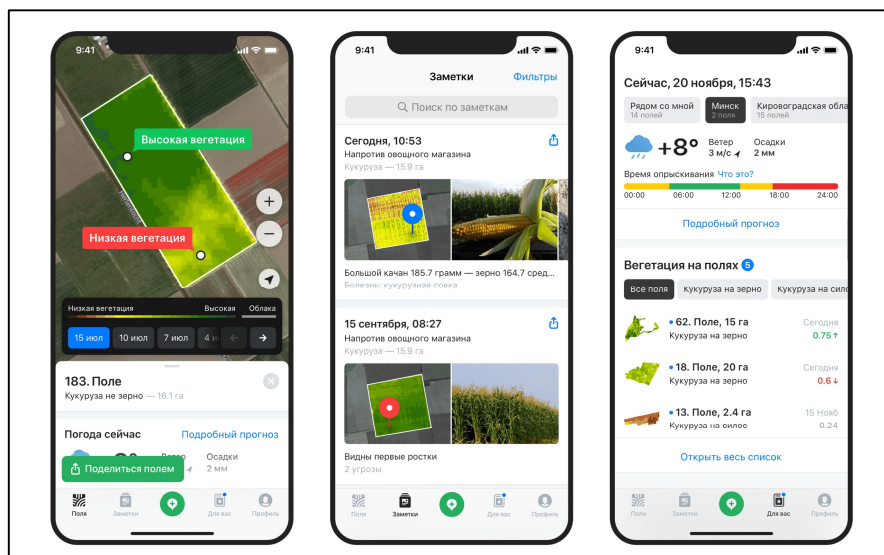 9:41
Высокая вегетация
Низкая вегетация
Низкая вегетация Высокая Облака
15 июл 10 июл 7 июл
183. Поле
Кукуруза не зерно — 16.1 га
Погода сейчас Подробный прогноз
Осадки
2 мм
Поделиться полем
Поля Заметки Для вас Профиль
9:41
Заметки Фильтры
Поиск по заметкам
Сегодня, 10:53
Напротив овощного магазина
Кукуруза — 15.9 га
Большой качан 185.7 грамм — зерно 164.7 сред...
Болезнь: кукурузная совка
15 сентября, 08:27
Напротив овощного магазина
Кукуруза — 15.9 га
Видны первые ростки
2 угрозы
Поля Заметки Для вас Профиль
9:41
Сейчас, 20 ноября, 15:43
Рядом со мной Минск Кировоградская обла
14 полей 2 поля 15 полей
+8° Ветер Осадки
3 м/с 2 мм
Время опрыскивания Что это?
00:00 06:00 12:00 18:00 24:00
Подробный прогноз
Вегетация на полях 5
Все поля Кукуруза на зерно Кукуруза на сило
62. Поле, 15 га Сегодня
Кукуруза на зерно 0.75 ↑
18. Поле, 20 га Сегодня
Кукуруза на зерно 0.6 ↓
13. Поле, 2.4 га 15 Нояб
Кукуруза на силос 0.24
Открыть весь список
Поля Заметки Для вас Профиль